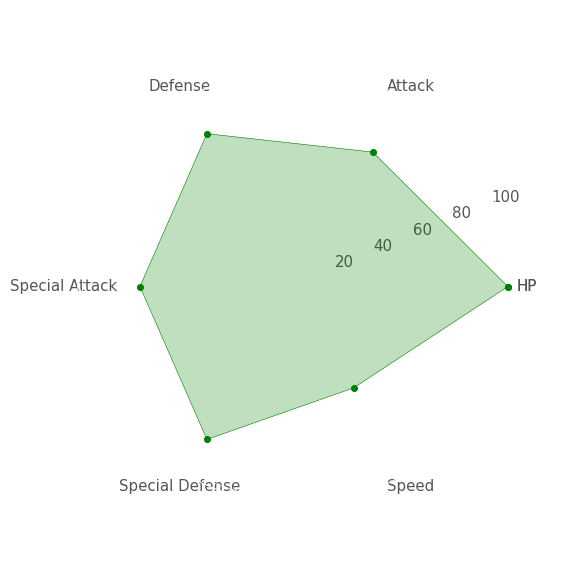 Defense
Attack
100
80
60
40
20
Special Attack
HP
Special Defense
Speed